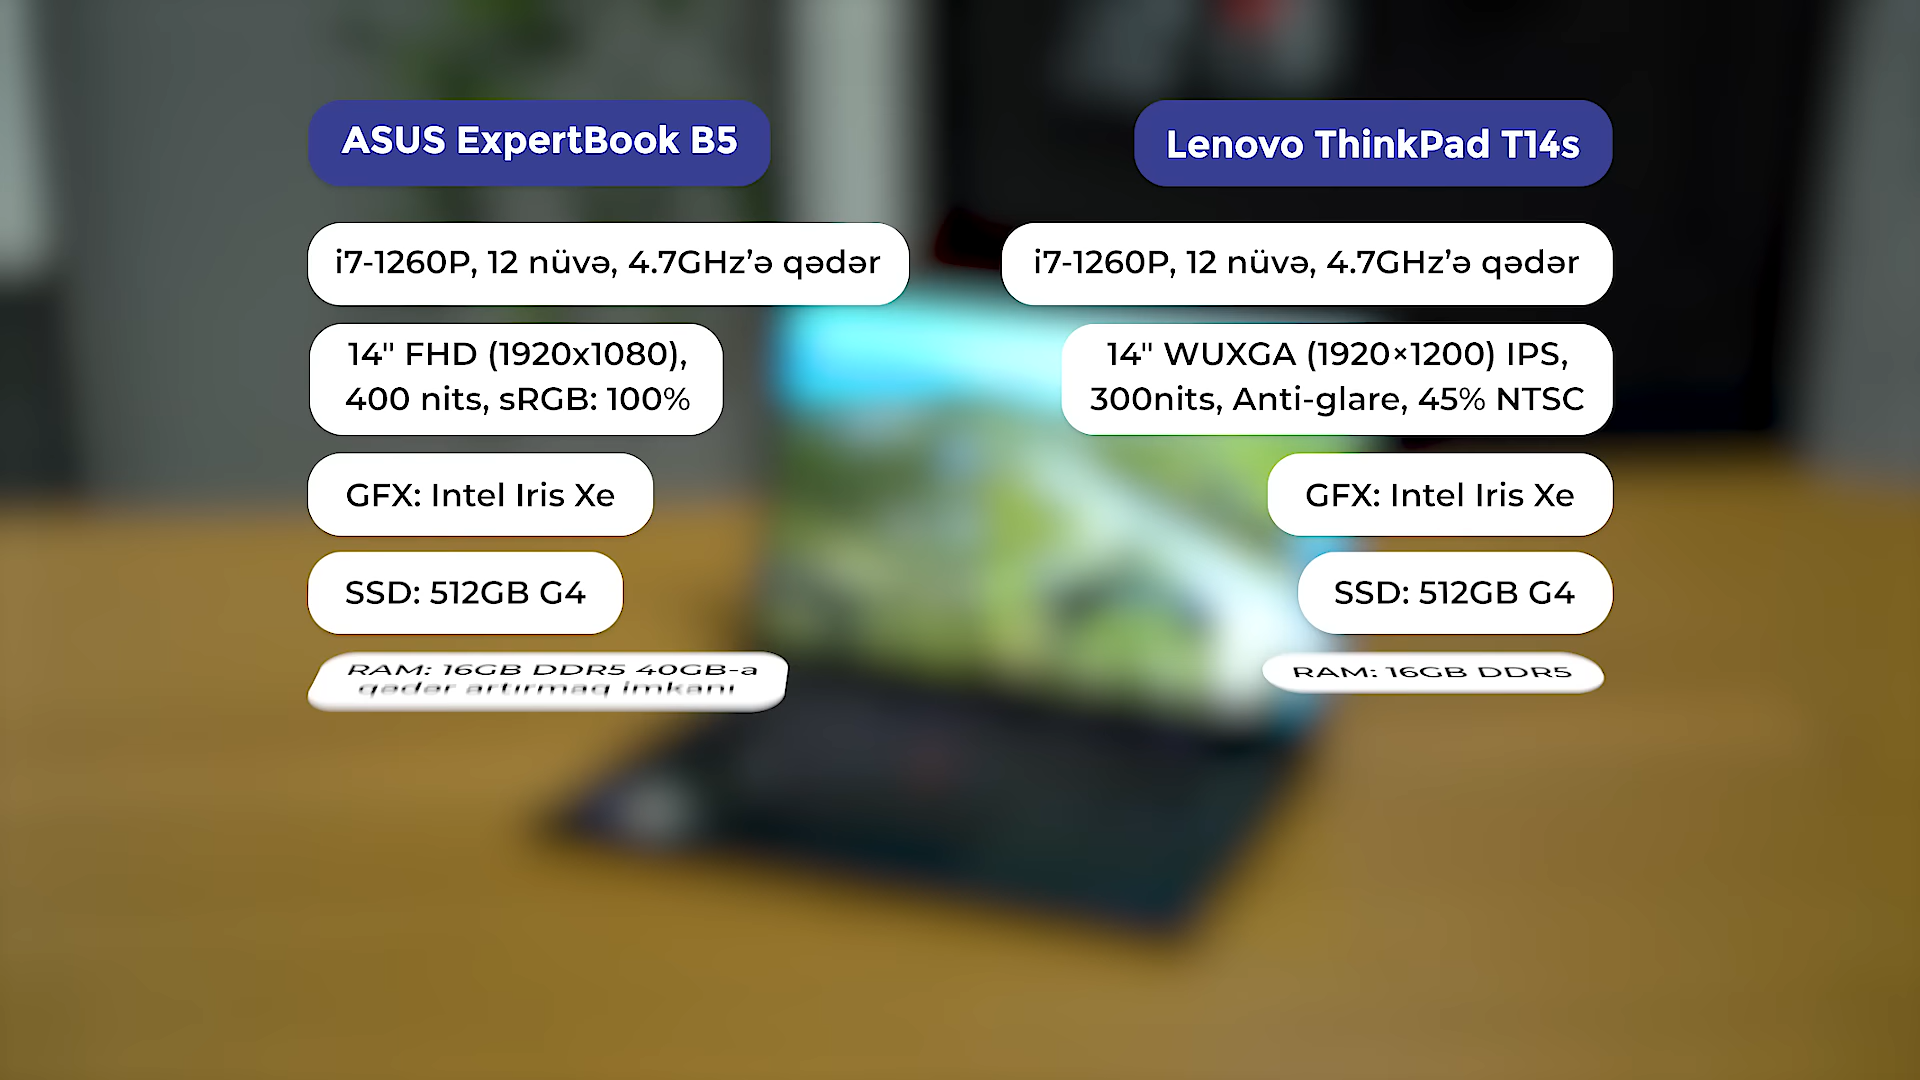 ASUS ExpertBook B5
i7-1260P, 12 nüvə, 4.7GHz’ə qədər
14" FHD (1920x1080),
400 nits, sRGB: 100%
GFX: Intel Iris Xe
SSD: 512GB G4
RAM: 16GB DDR5 40GB-a
qədər artırmaq imkanı
Lenovo ThinkPad T14s
i7-1260P, 12 nüvə, 4.7GHz’ə qədər
14" WUXGA (1920×1200) IPS,
300nits, Anti-glare, 45% NTSC
GFX: Intel Iris Xe
SSD: 512GB G4
RAM: 16GB DDR5